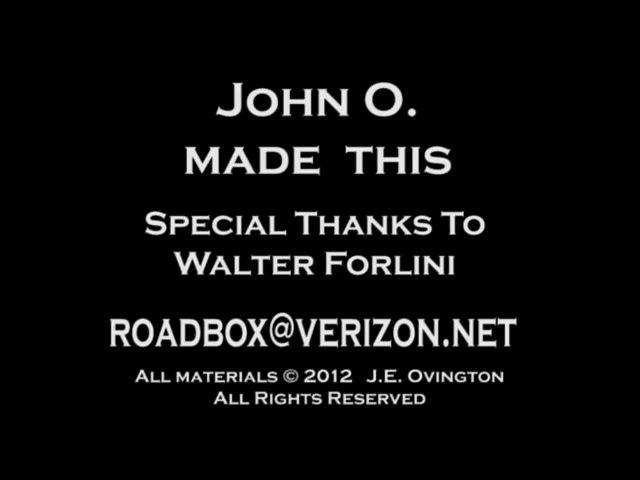 John O.
MADE THIS
Special Thanks To
Walter Forlini
ROADBOX@VERIZON.NET
All materials © 2012 J.E. Ovington
All Rights Reserved